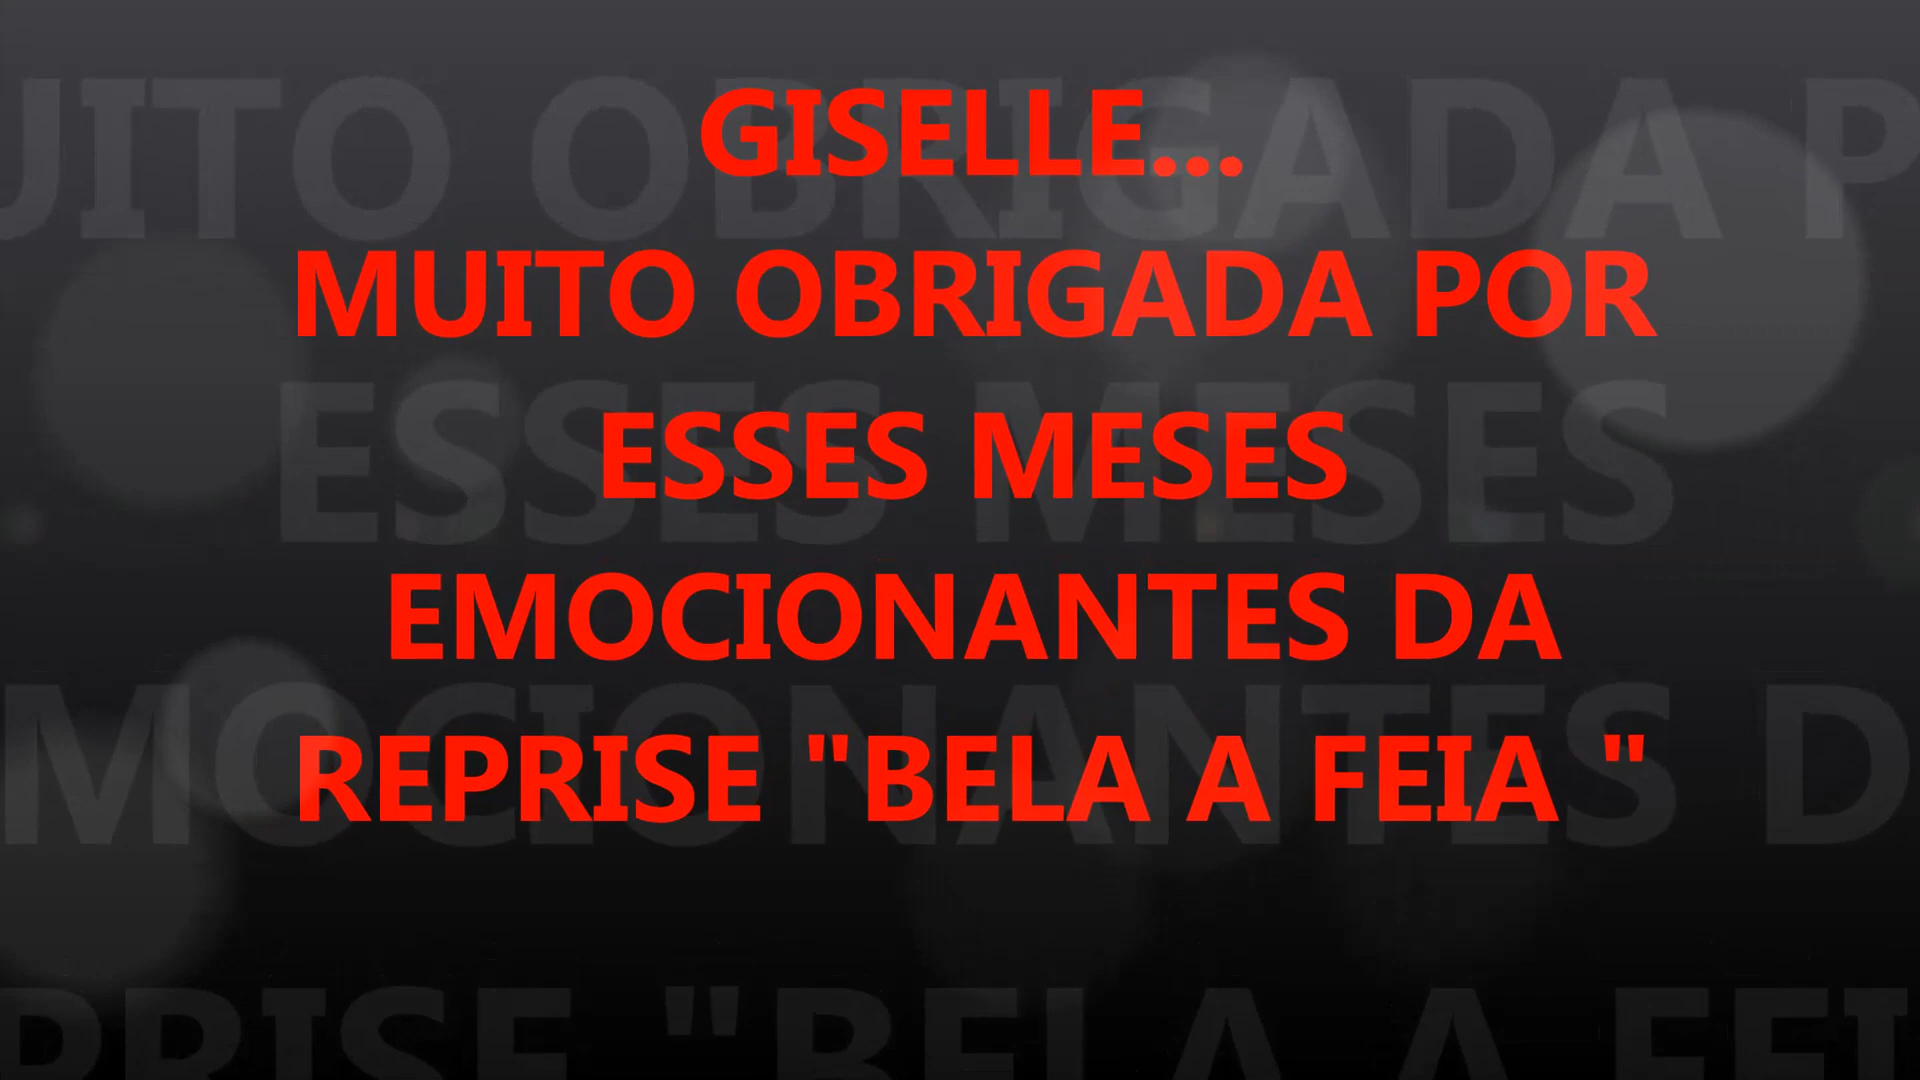 GISELLE...
MUITO OBRIGADA POR
ESSES MESES
EMOCIONANTES DA
REPRISE "BELA A FEIA "